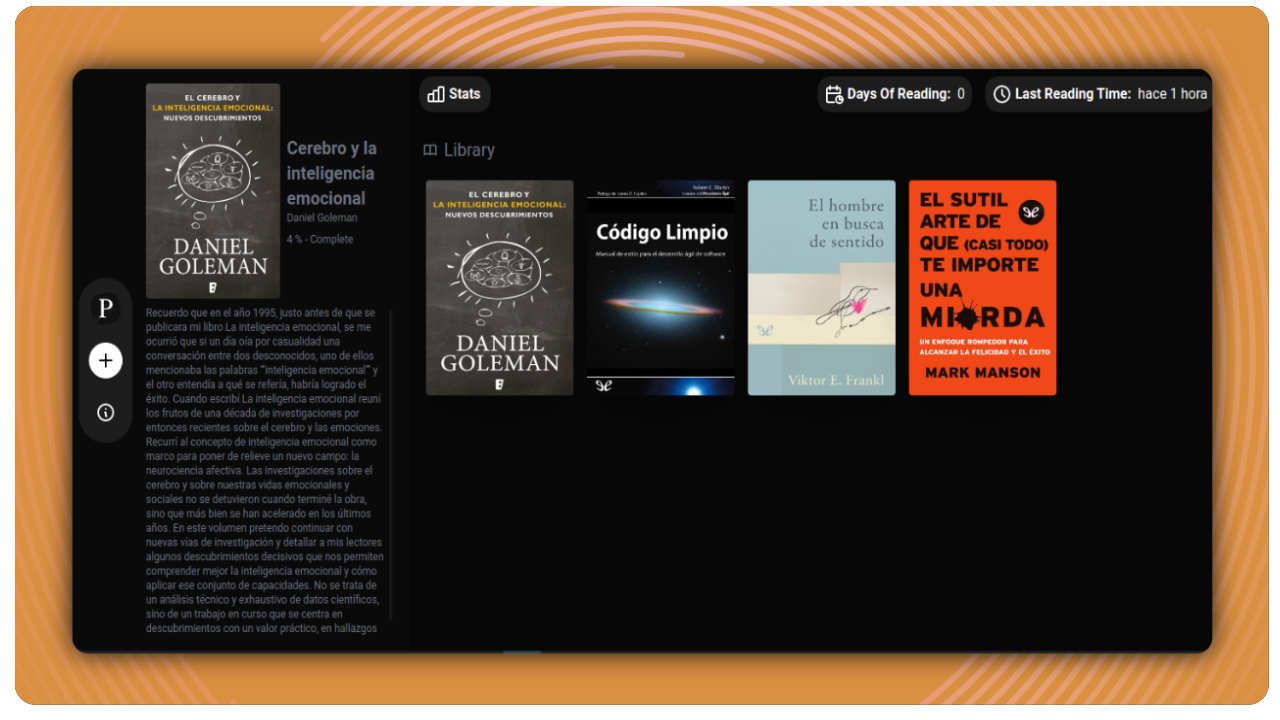 EL CEREBRO Y
LA INTELIGENCIA EMOCIONAL:
NUEVOS DESCUBRIMIENTOS
DANIEL
GOLEMAN
B
Cerebro y la
inteligencia
emocional
Daniel Goleman
4 % - Complete
P
Recuerdo que en el año 1995, justo antes de que se
publicara mi libro La inteligencia emocional, se me
ocurrió que si un día oía por casualidad una
conversación entre dos desconocidos, uno de ellos
mencionaba las palabras "inteligencia emocional" y
el otro entendía a qué se refería, habría logrado el
éxito. Cuando escribí La inteligencia emocional reuní
los frutos de una década de investigaciones por
entonces recientes sobre el cerebro y las emociones.
Recurrí al concepto de inteligencia emocional como
marco para poner de relieve un nuevo campo: la
neurociencia afectiva. Las investigaciones sobre el
cerebro y sobre nuestras vidas emocionales y
sociales no se detuvieron cuando terminé la obra,
sino que más bien se han acelerado en los últimos
años. En este volumen pretendo continuar con
nuevas vías de investigación y detallar a mis lectores
algunos descubrimientos decisivos que nos permiten
comprender mejor la inteligencia emocional y cómo
aplicar ese conjunto de capacidades. No se trata de
un análisis técnico y exhaustivo de datos científicos,
sino de un trabajo en curso que se centra en
descubrimientos con un valor práctico, en hallazgos
Stats
Days Of Reading: 0
Last Reading Time: hace 1 hora
Library
EL CEREBRO Y
LA INTELIGENCIA EMOCIONAL:
NUEVOS DESCUBRIMIENTOS
DANIEL
GOLEMAN
B
Robert C. Martin
Código Limpio
Manual de estilo para el desarrollo ágil de software
El hombre
en busca
de sentido
Viktor E. Frankl
EL SUTIL
ARTE DE
QUE (CASI TODO)
TE IMPORTE
UNA
MI RDA
UN ENFOQUE ROMPEDOR PARA
ALCANZAR LA FELICIDAD Y EL ÉXITO
MARK MANSON